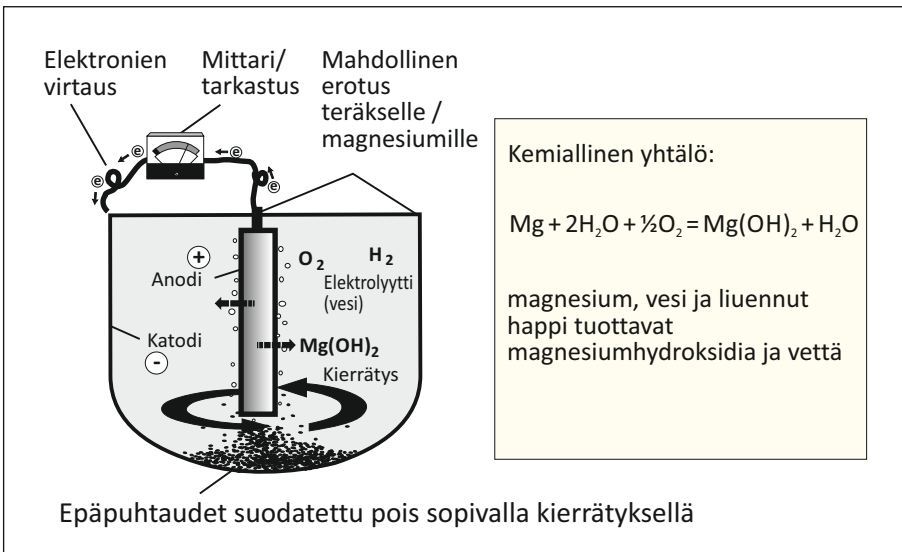 Elektronien
virtaus
Mittari/
tarkastus
Mahdollinen
erotus
teräkselle /
magnesiumille
e
e
e
e
+
Anodi
O₂
H₂
Elektrolyytti
(vesi)
Katodi
-
Mg(OH)₂
Kierrätys
Epäpuhtaudet suodatettu pois sopivalla kierrätyksellä
Kemiallinen yhtälö:
Mg + 2H₂O + ½O₂ = Mg(OH)₂ + H₂O
magnesium, vesi ja liuennut
happi tuottavat
magnesiumhydroksidia ja vettä